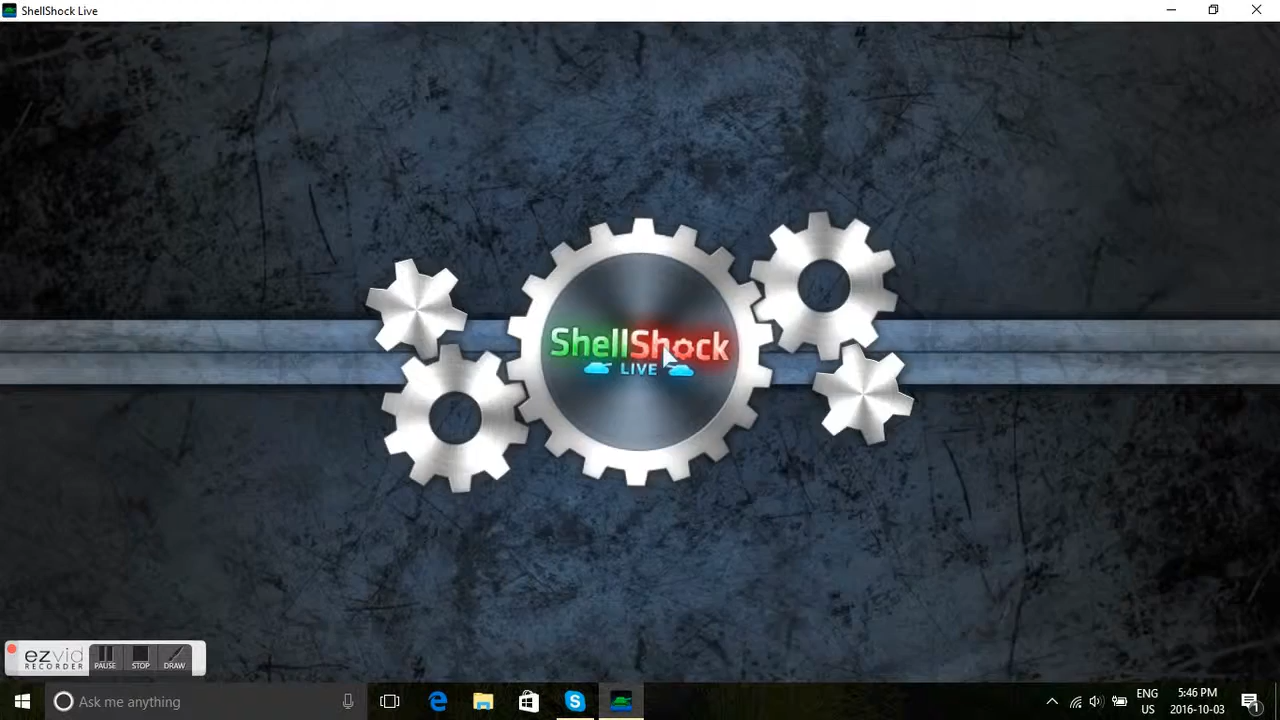 ShellShock Live
ShellShock
LIVE
ezvid
RECORDER
PAUSE
STOP
DRAW
Ask me anything
ENG
US
5:46 PM
2016-10-03
1